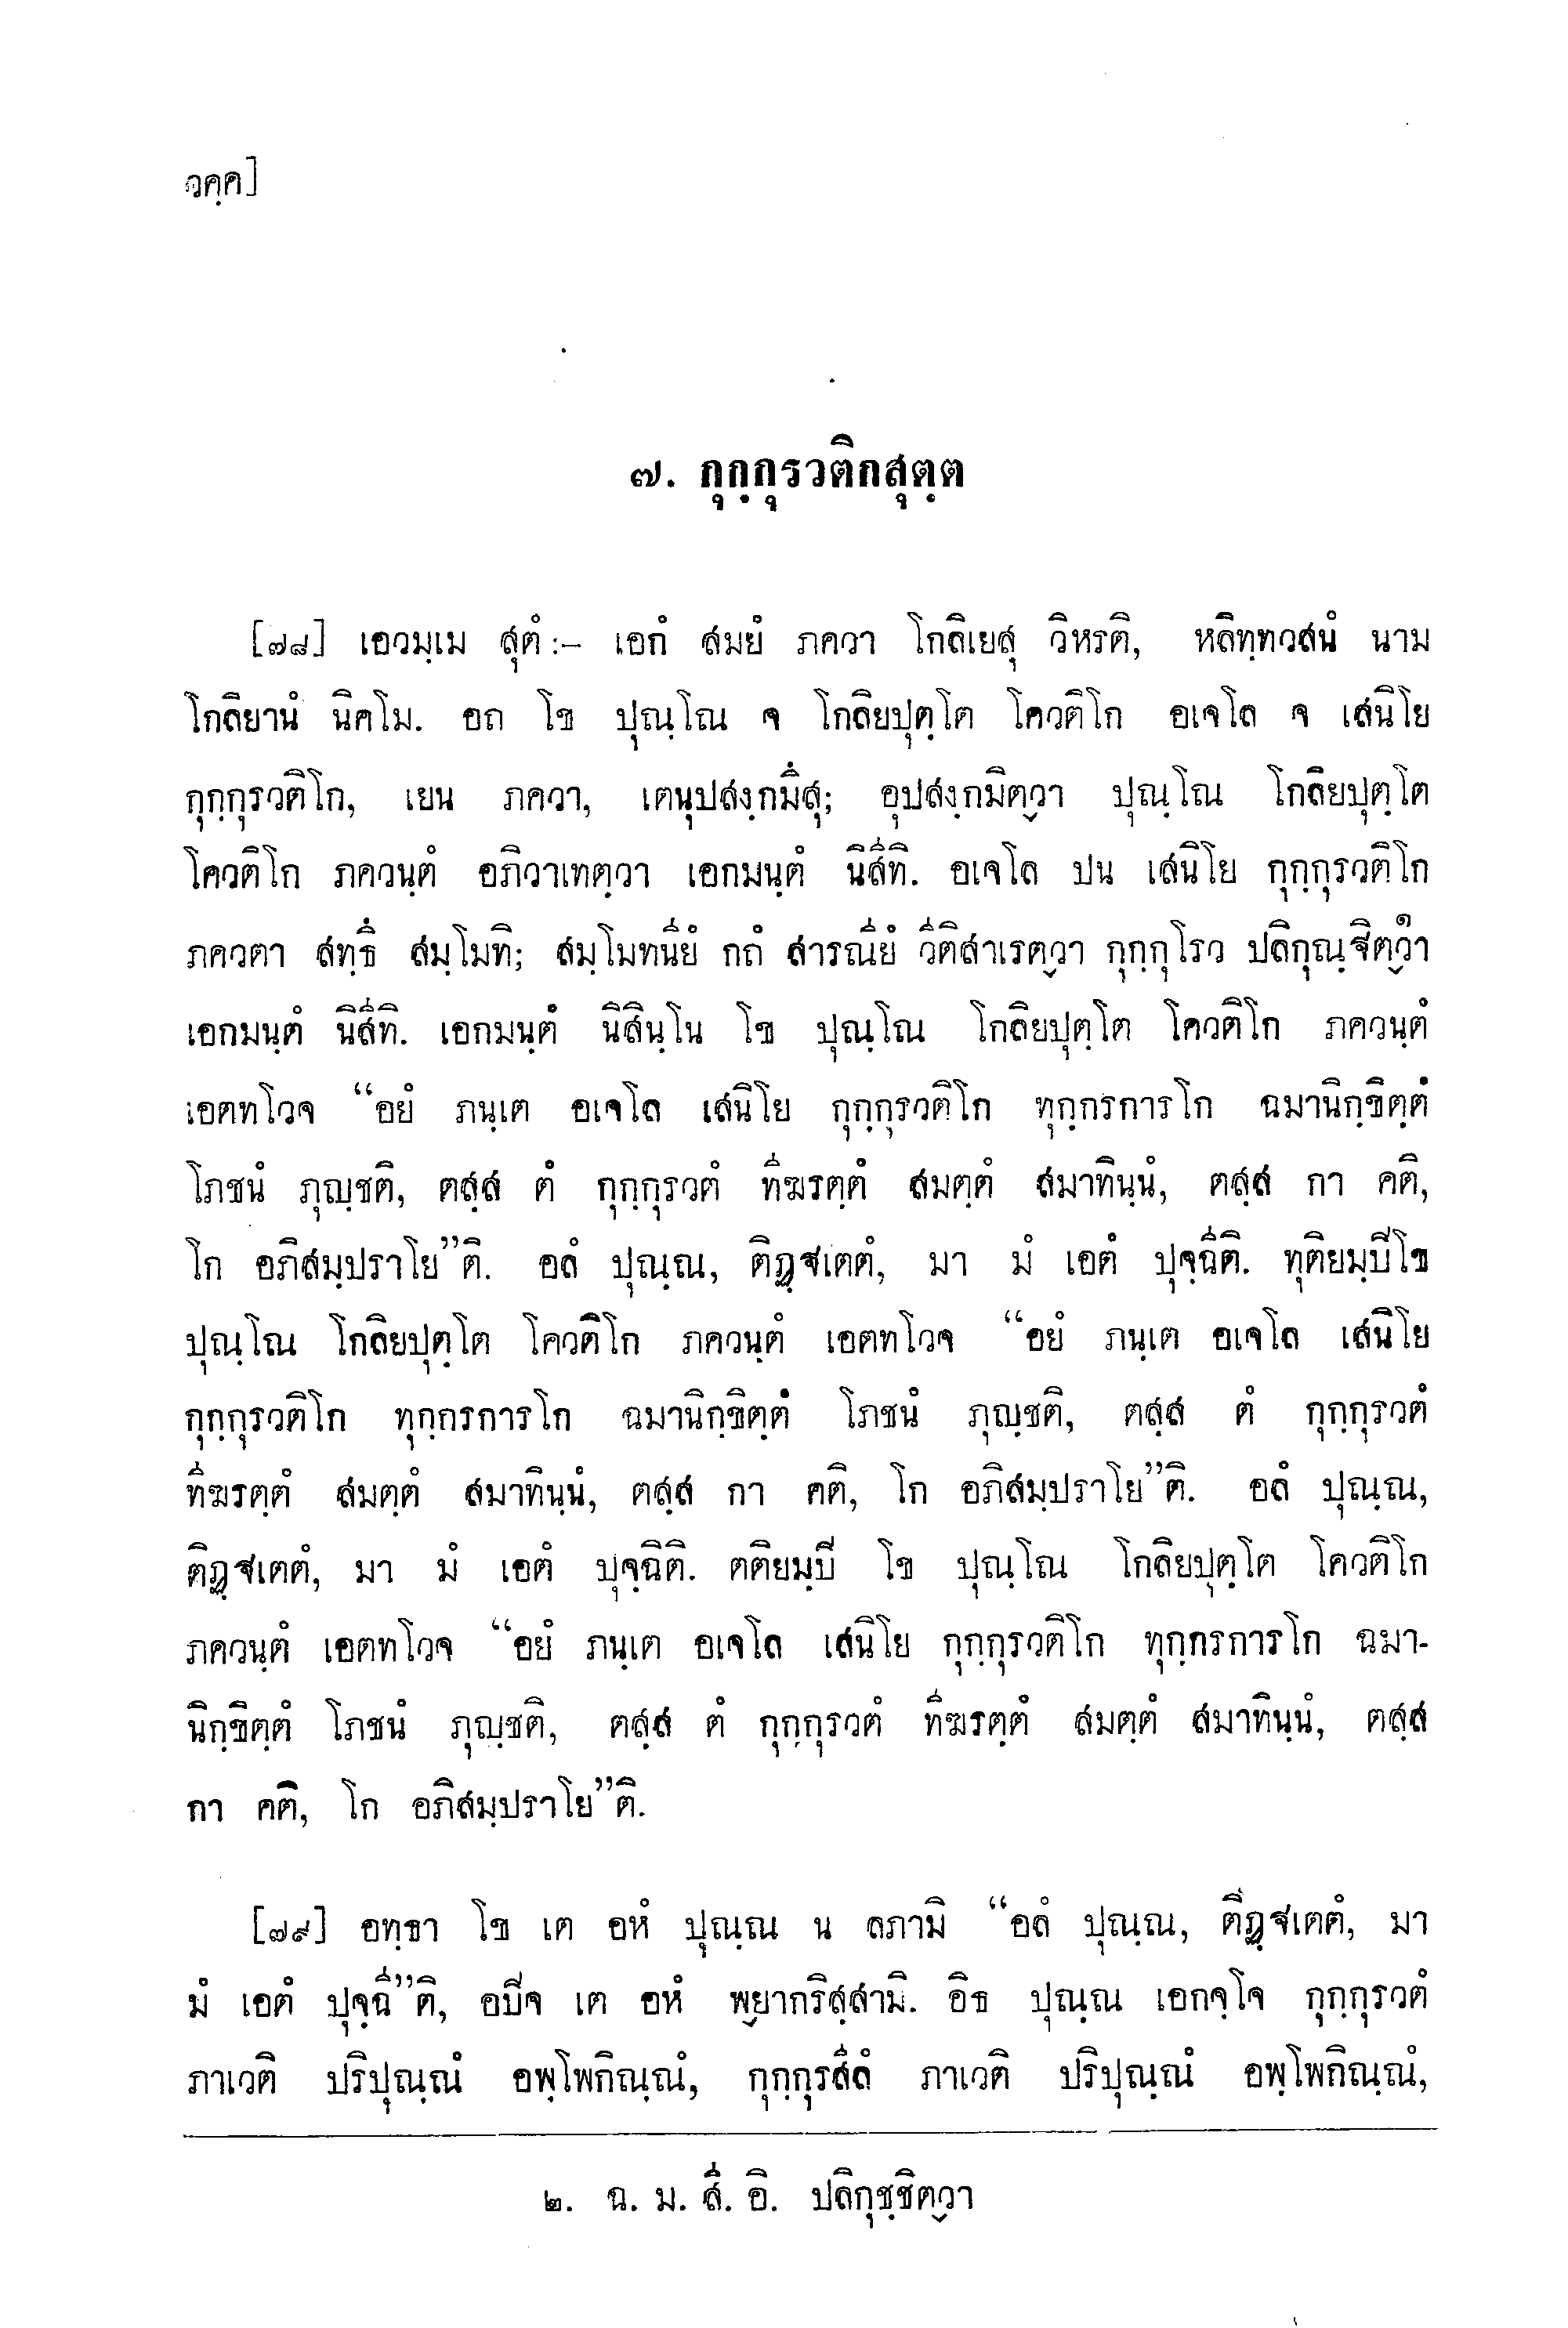 วคฺค]
๗. กุกฺกุรวติกสุตฺต
[๗๘] เอวมฺเม สุตํ :– เอกํ สมยํ ภควา โกลิเยสุ วิหรติ, หลิทฺทวสนํ นาม
โกลิยานํ นิคโม. อถ โข ปุณฺโณ จ โกลิยปุตฺโต โควติโก อเจโล จ เสนิโย
กุกฺกุรวติโก, เยน ภควา, เตนุปสงฺกมึสุ; อุปสงฺกมิตฺวา ปุณฺโณ โกลิยปุตฺโต
โควติโก ภควนฺตํ อภิวาเทตฺวา เอกมนฺตํ นิสีทิ. อเจโล ปน เสนิโย กุกฺกุรวติโก
ภควตา สทฺธึ สมฺโมทิ; สมฺโมทนียํ กถํ สารณียํ วีติสาเรตฺวา กุกฺกุโรว ปลิกุณฺฐิตฺวา๑
เอกมนฺตํ นิสีทิ. เอกมนฺตํ นิสินฺโน โข ปุณฺโณ โกลิยปุตฺโต โควติโก ภควนฺตํ
เอตทโวจ “อยํ ภนฺเต อเจโล เสนิโย กุกฺกุรวติโก ทุกฺกรการโก ฉมานิกฺขิตฺตํ
โภชนํ ภุญฺชติ, ตสฺส ตํ กุกฺกุรวตํ ทีฆรตฺตํ สมตฺตํ สมาทินฺนํ, ตสฺส กา คติ,
โก อภิสมฺปราโย”ติ. อลํ ปุณฺณ, ติฏฺฐเตตํ, มา มํ เอตํ ปุจฺฉีติ. ทุติยมฺปิโข
ปุณฺโณ โกลิยปุตฺโต โควติโก ภควนฺตํ เอตทโวจ “อยํ ภนฺเต อเจโล เสนิโย
กุกฺกุรวติโก ทุกฺกรการโก ฉมานิกฺขิตฺตํ โภชนํ ภุญฺชติ, ตสฺส ตํ กุกฺกุรวตํ
ทีฆรตฺตํ สมตฺตํ สมาทินฺนํ, ตสฺส กา คติ, โก อภิสมฺปราโย”ติ. อลํ ปุณฺณ,
ติฏฺฐเตตํ, มา มํ เอตํ ปุจฺฉิติ. ตติยมฺปิ โข ปุณฺโณ โกลิยปุตฺโต โควติโก
ภควนฺตํ เอตทโวจ “อยํ ภนฺเต อเจโล เสนิโย กุกฺกุรวติโก ทุกฺกรการโก ฉมา-
นิกฺขิตฺตํ โภชนํ ภุญฺชติ, ตสฺส ตํ กุกฺกุรวตํ ทีฆรตฺตํ สมตฺตํ สมาทินฺนํ, ตสฺส
กา คติ, โก อภิสมฺปราโย”ติ.
[๗๙] อทฺธา โข เต อหํ ปุณฺณ น ลภามิ “อลํ ปุณฺณ, ติฏฺฐเตตํ, มา
มํ เอตํ ปุจฺฉี”ติ, อปิจ เต อหํ พฺยากริสฺสามิ. อิธ ปุณฺณ เอกจฺโจ กุกฺกุรวตํ
ภาเวติ ปริปุณฺณํ อพฺโพกิณฺณํ, กุกฺกุรสีลํ ภาเวติ ปริปุณฺณํ อพฺโพกิณฺณํ,
๒. ฉ. ม. สี. อิ. ปลิกุชฺชิตฺวา